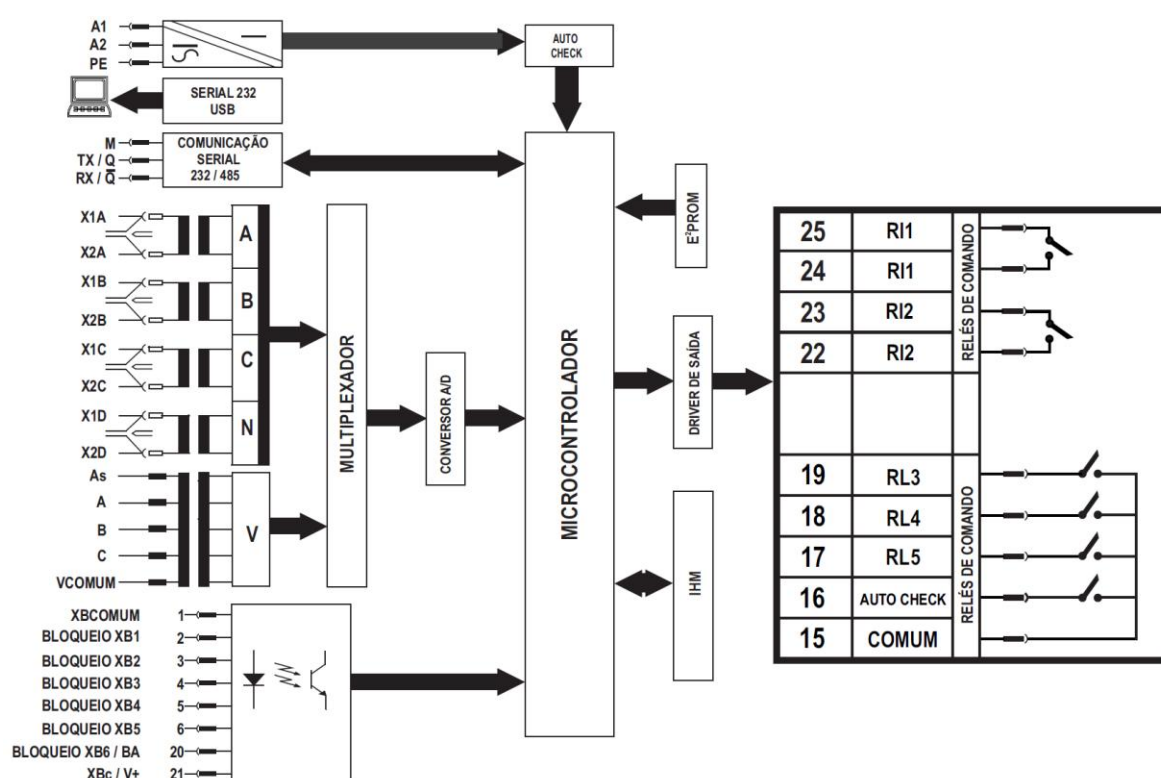 A1
A2
PE
AUTO
CHECK
SERIAL 232
USB
M
TX / Q
RX / Q̅
COMUNICAÇÃO
SERIAL
232 / 485
X1A
X2A
A
X1B
X2B
B
X1C
X2C
C
X1D
X2D
N
As
A
B
C
VCOMUM
V
MULTIPLEXADOR
CONVERSOR A/D
MICROCONTROLADOR
E²PROM
DRIVER DE SAÍDA
IHM
XBCOMUM 1
BLOQUEIO XB1 2
BLOQUEIO XB2 3
BLOQUEIO XB3 4
BLOQUEIO XB4 5
BLOQUEIO XB5 6
BLOQUEIO XB6 / BA 20
XBc / V+ 21
25 RI1
24 RI1
23 RI2
22 RI2
RELÉS DE COMANDO
19 RL3
18 RL4
17 RL5
16 AUTO CHECK
15 COMUM
RELÉS DE COMANDO